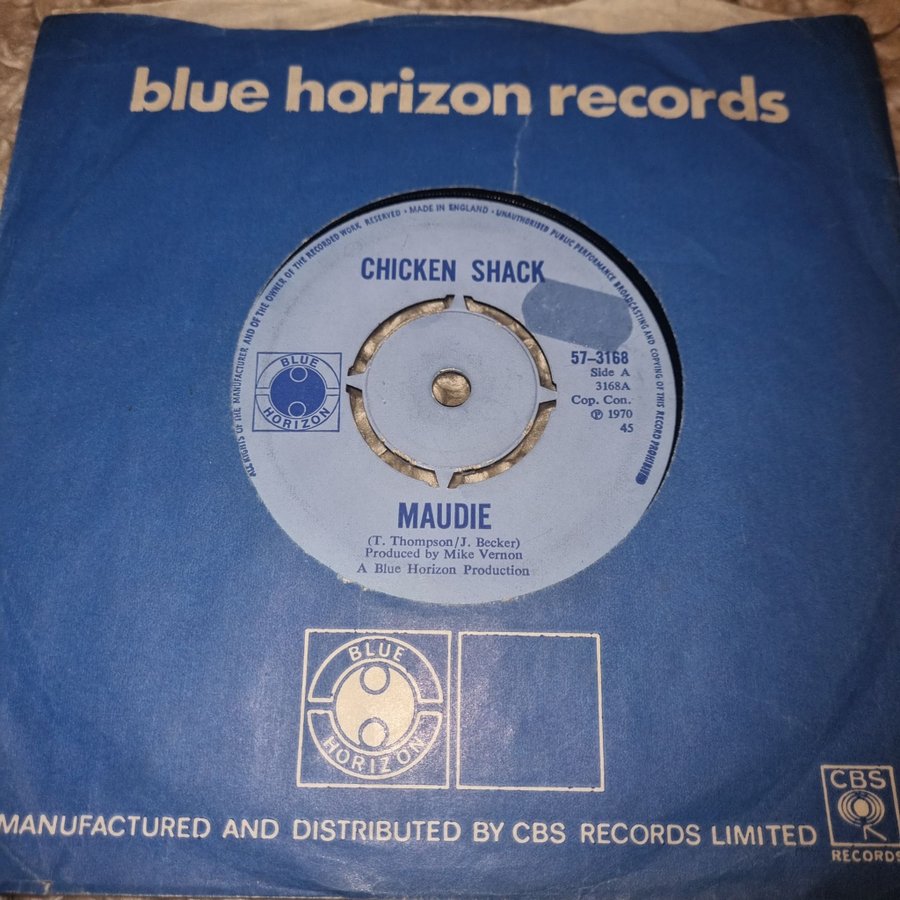 blue horizon records
ALL RIGHTS OF THE MANUFACTURER AND OF THE OWNER OF THE RECORDED WORK RESERVED · MADE IN ENGLAND · UNAUTHORISED PUBLIC PERFORMANCE BROADCASTING AND COPYING OF THIS RECORD PROHIBITED
CHICKEN SHACK
BLUE
HORIZON
57-3168
Side A
3168A
Cop. Con.
Ⓟ 1970
45
MAUDIE
(T. Thompson/J. Becker)
Produced by Mike Vernon
A Blue Horizon Production
BLUE
HORIZON
CBS
RECORDS
MANUFACTURED AND DISTRIBUTED BY CBS RECORDS LIMITED